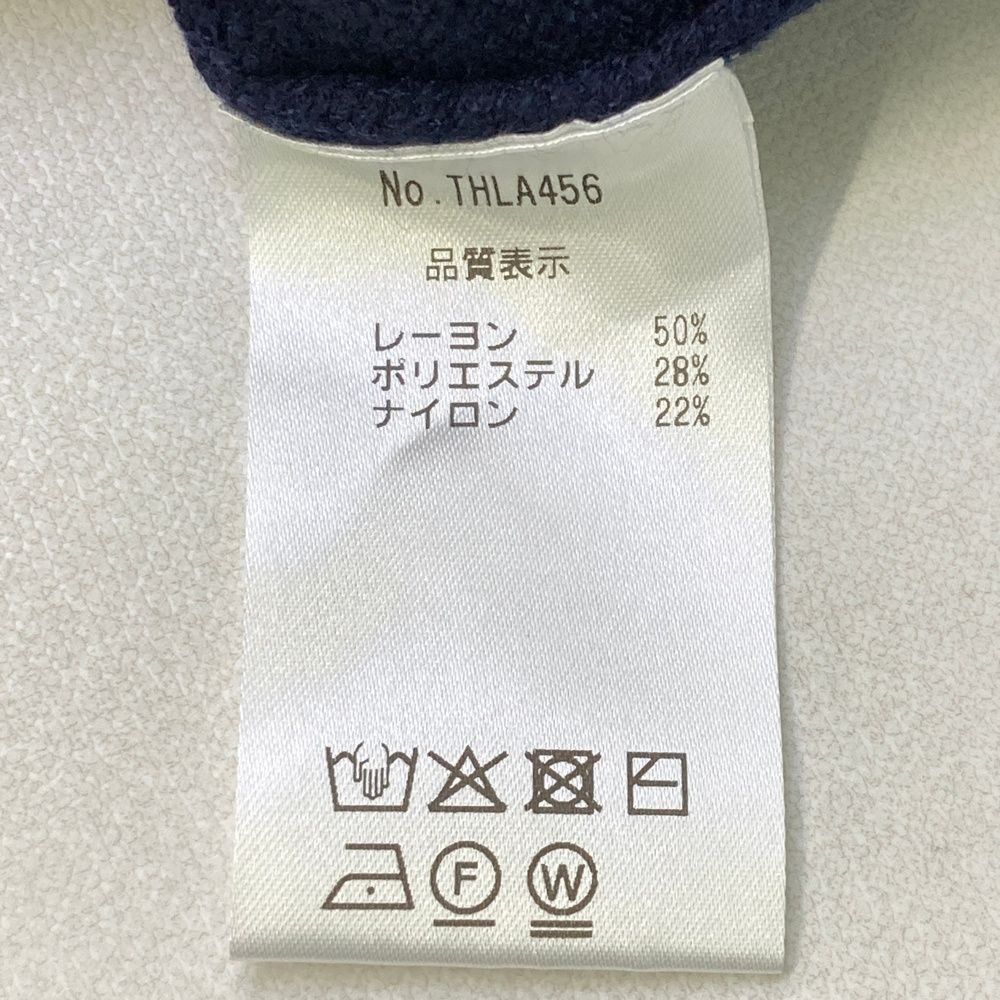 No.THLA456
品質表示
レーヨン 50%
ポリエステル 28%
ナイロン 22%
F W